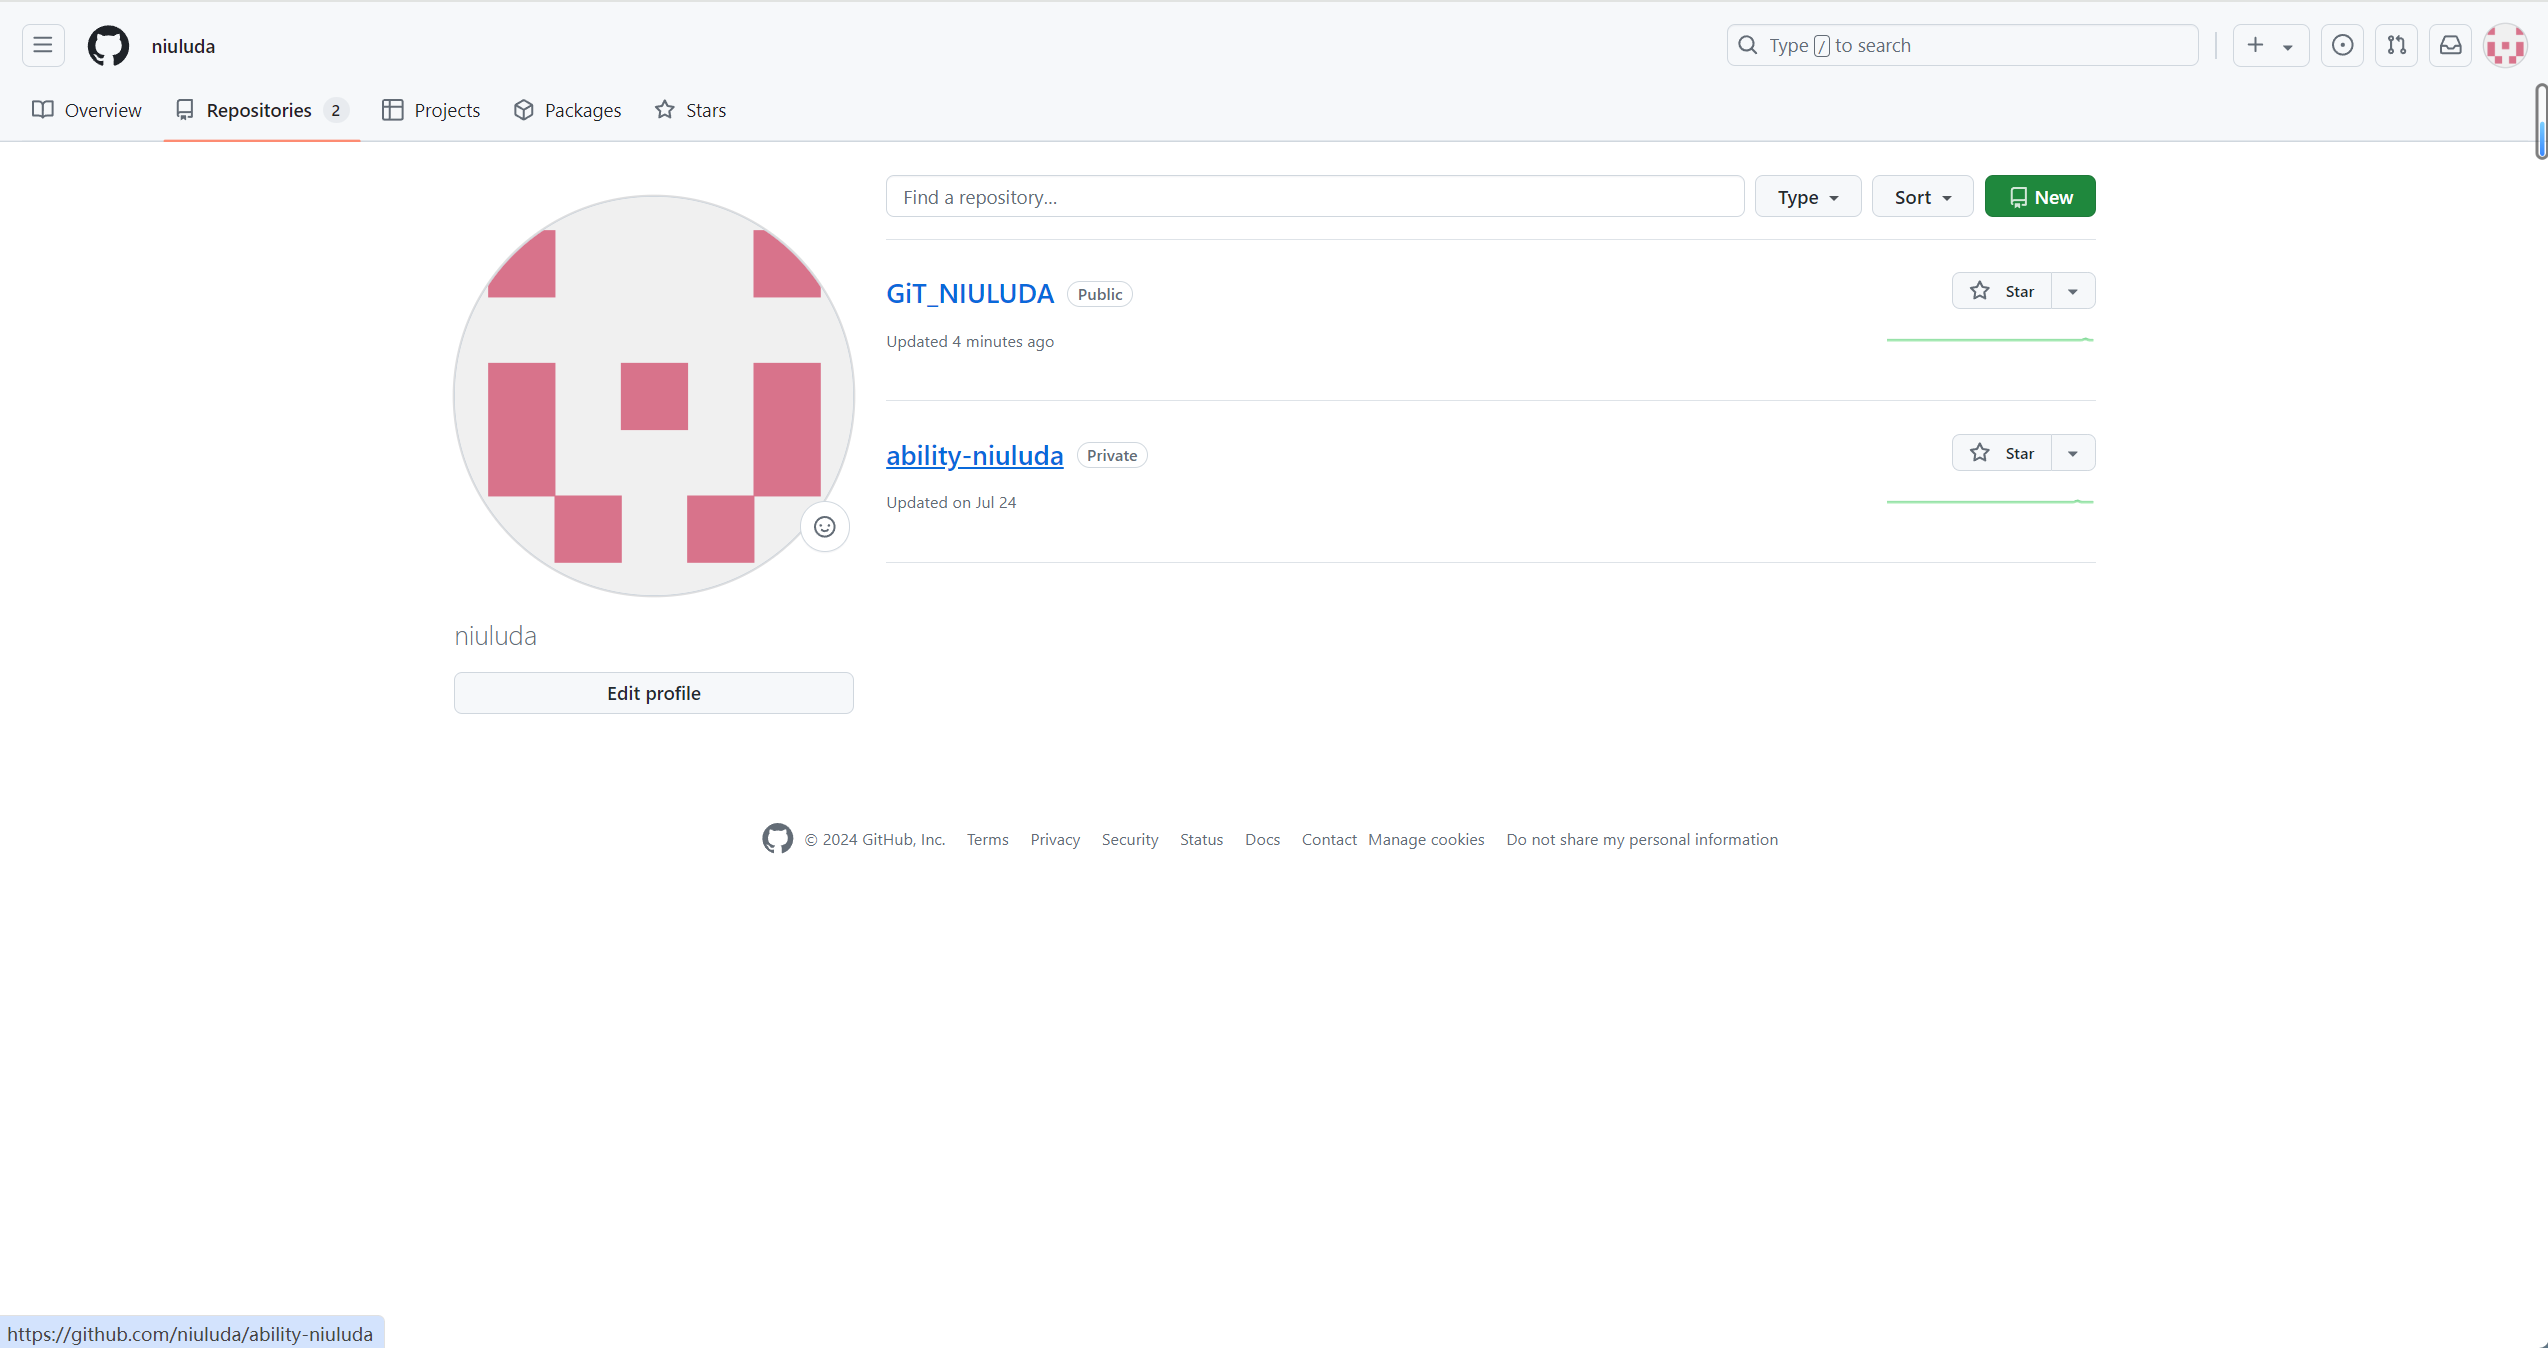 niuluda
Type / to search
Overview
Repositories 2
Projects
Packages
Stars
Find a repository...
Type
Sort
New
GiT_NIULUDA Public
Star
Updated 4 minutes ago
ability-niuluda Private
Star
Updated on Jul 24
niuluda
Edit profile
© 2024 GitHub, Inc.
Terms
Privacy
Security
Status
Docs
Contact
Manage cookies
Do not share my personal information
https://github.com/niuluda/ability-niuluda